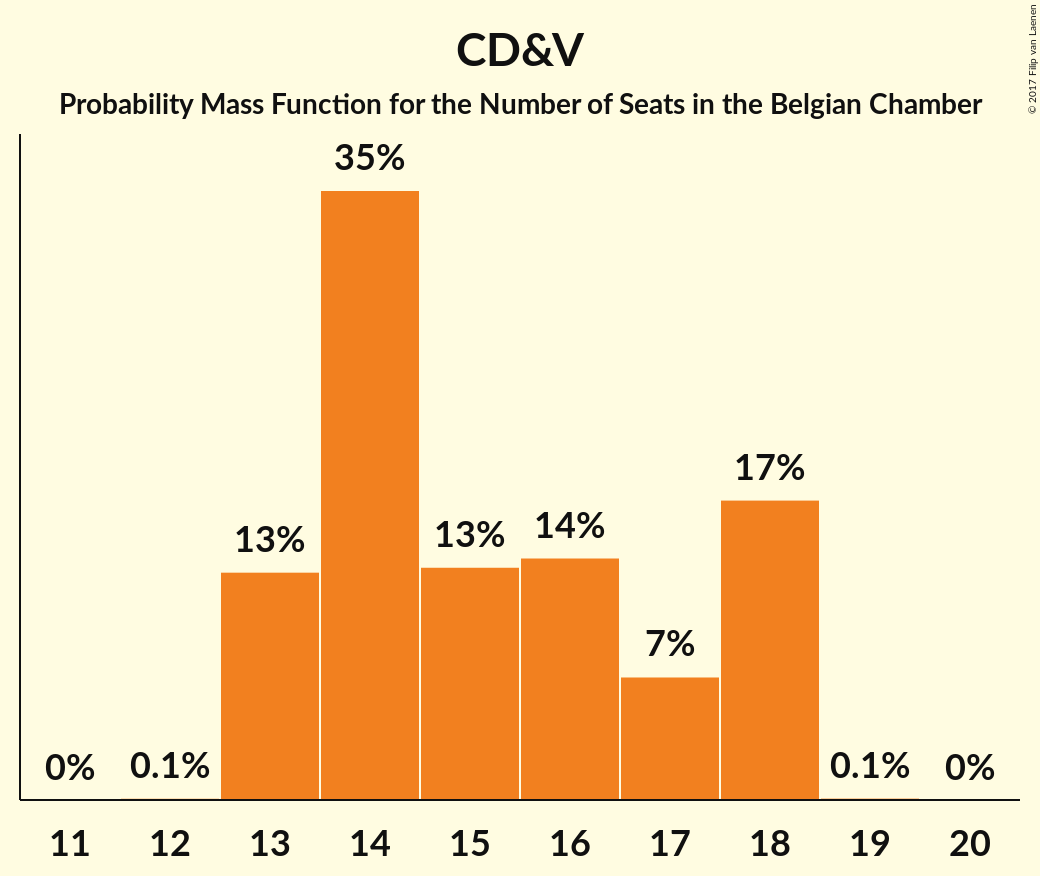 CD&V
Probability Mass Function for the Number of Seats in the Belgian Chamber
© 2017 Filip van Laenen
35%
17%
14%
13%
13%
7%
0%
0.1%
0.1%
0%
11 12 13 14 15 16 17 18 19 20